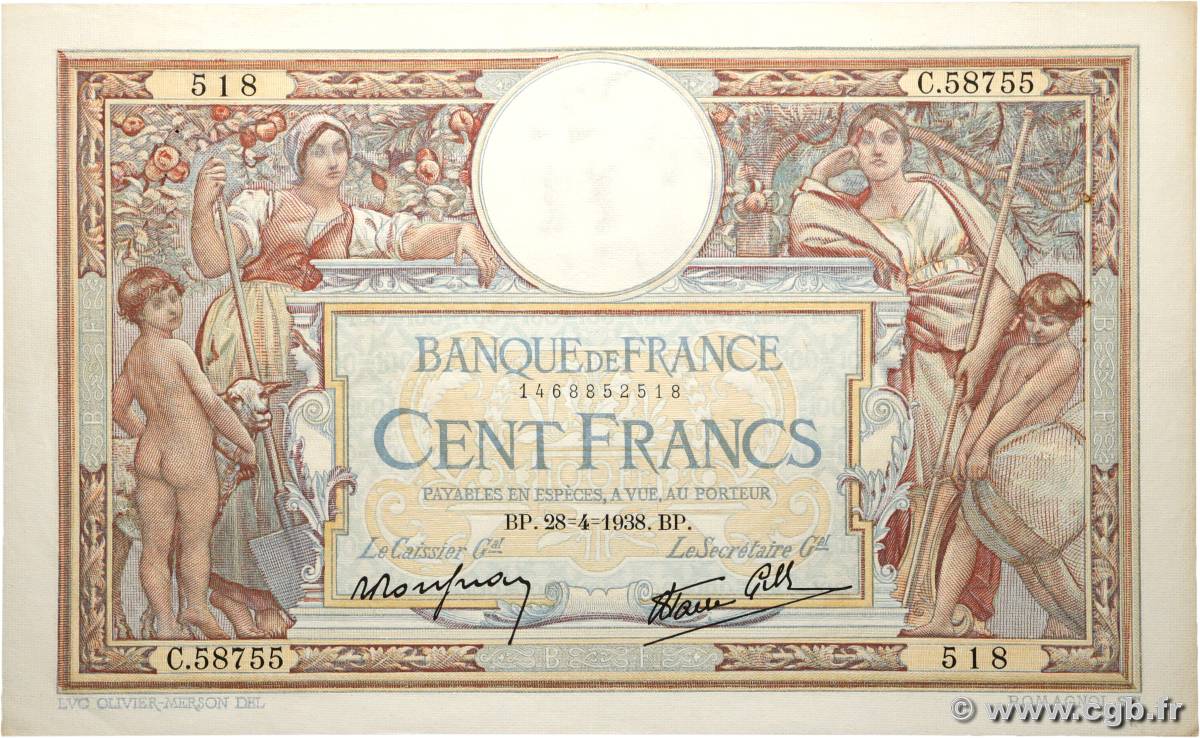 518
C.58755
BANQUE DE FRANCE
1468852518
CENT FRANCS
PAYABLES EN ESPÈCES, A VUE, AU PORTEUR
BP. 28=4=1938. BP.
Le Caissier Gal
Le Secrétaire Gal
C.58755
B F
518
B F
B F
LVC OLIVIER-MERSON DEL
ROMAGNOL
© www.cgb.fr